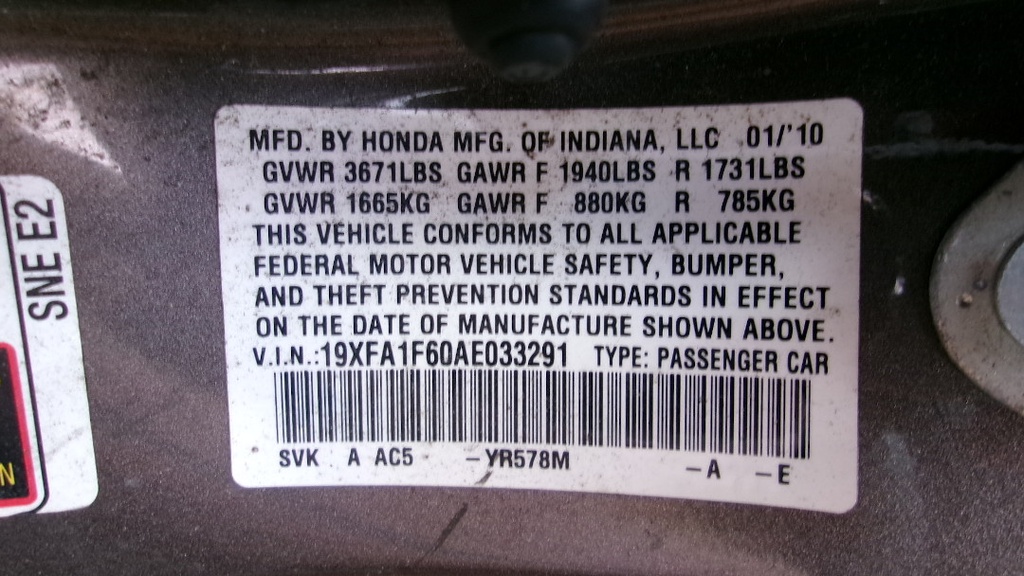 MFD. BY HONDA MFG. OF INDIANA, LLC 01/'10
GVWR 3671LBS GAWR F 1940LBS R 1731LBS
GVWR 1665KG GAWR F 880KG R 785KG
THIS VEHICLE CONFORMS TO ALL APPLICABLE
FEDERAL MOTOR VEHICLE SAFETY, BUMPER,
AND THEFT PREVENTION STANDARDS IN EFFECT
ON THE DATE OF MANUFACTURE SHOWN ABOVE.
V.I.N.:19XFA1F60AE033291 TYPE: PASSENGER CAR
SVK A AC5 -YR578M -A -E
SNE E2
N